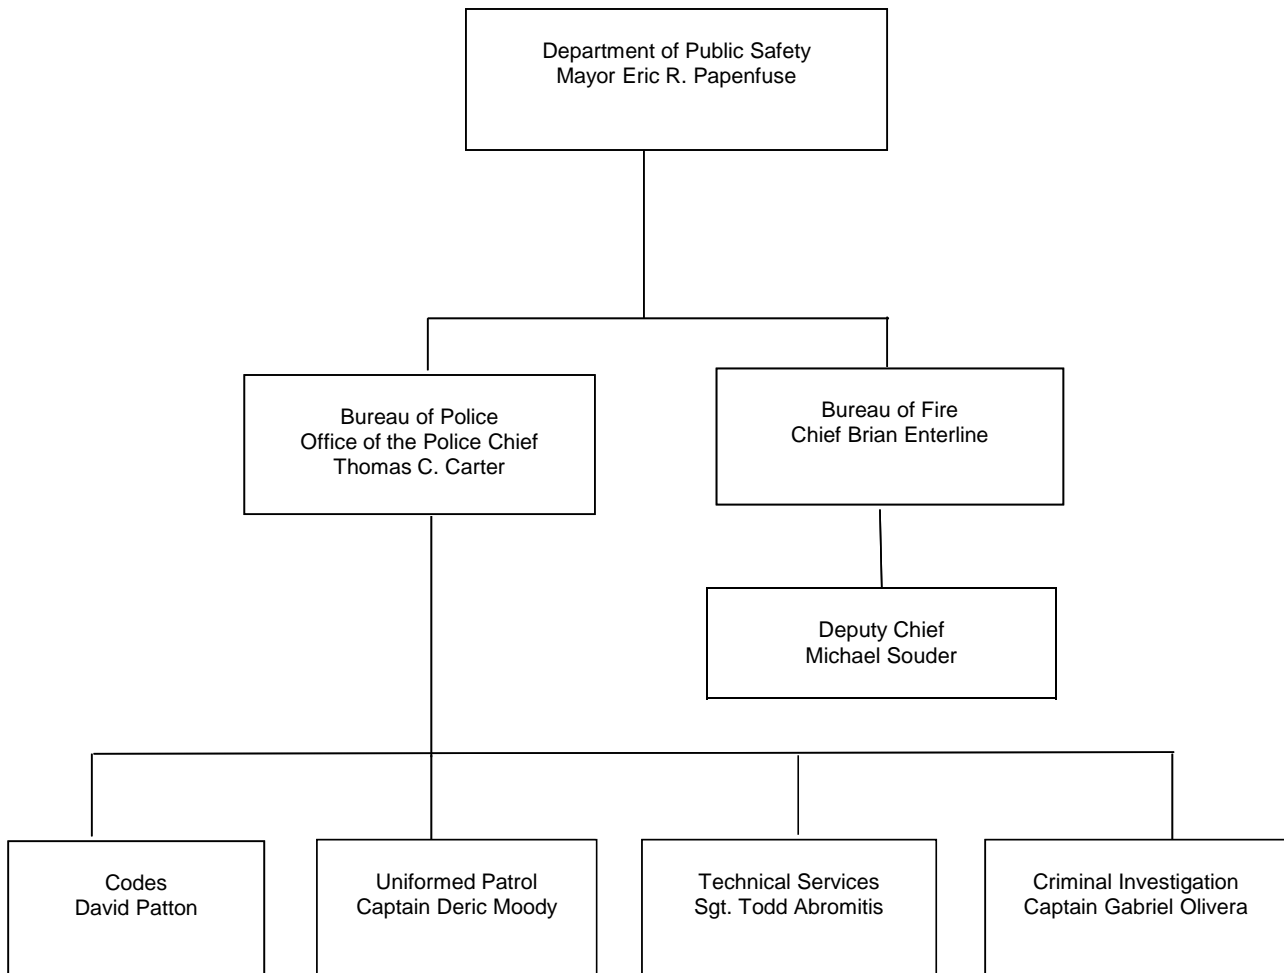 Department of Public Safety
Mayor Eric R. Papenfuse
Bureau of Police
Office of the Police Chief
Thomas C. Carter
Bureau of Fire
Chief Brian Enterline
Deputy Chief
Michael Souder
Codes
David Patton
Uniformed Patrol
Captain Deric Moody
Technical Services
Sgt. Todd Abromitis
Criminal Investigation
Captain Gabriel Olivera